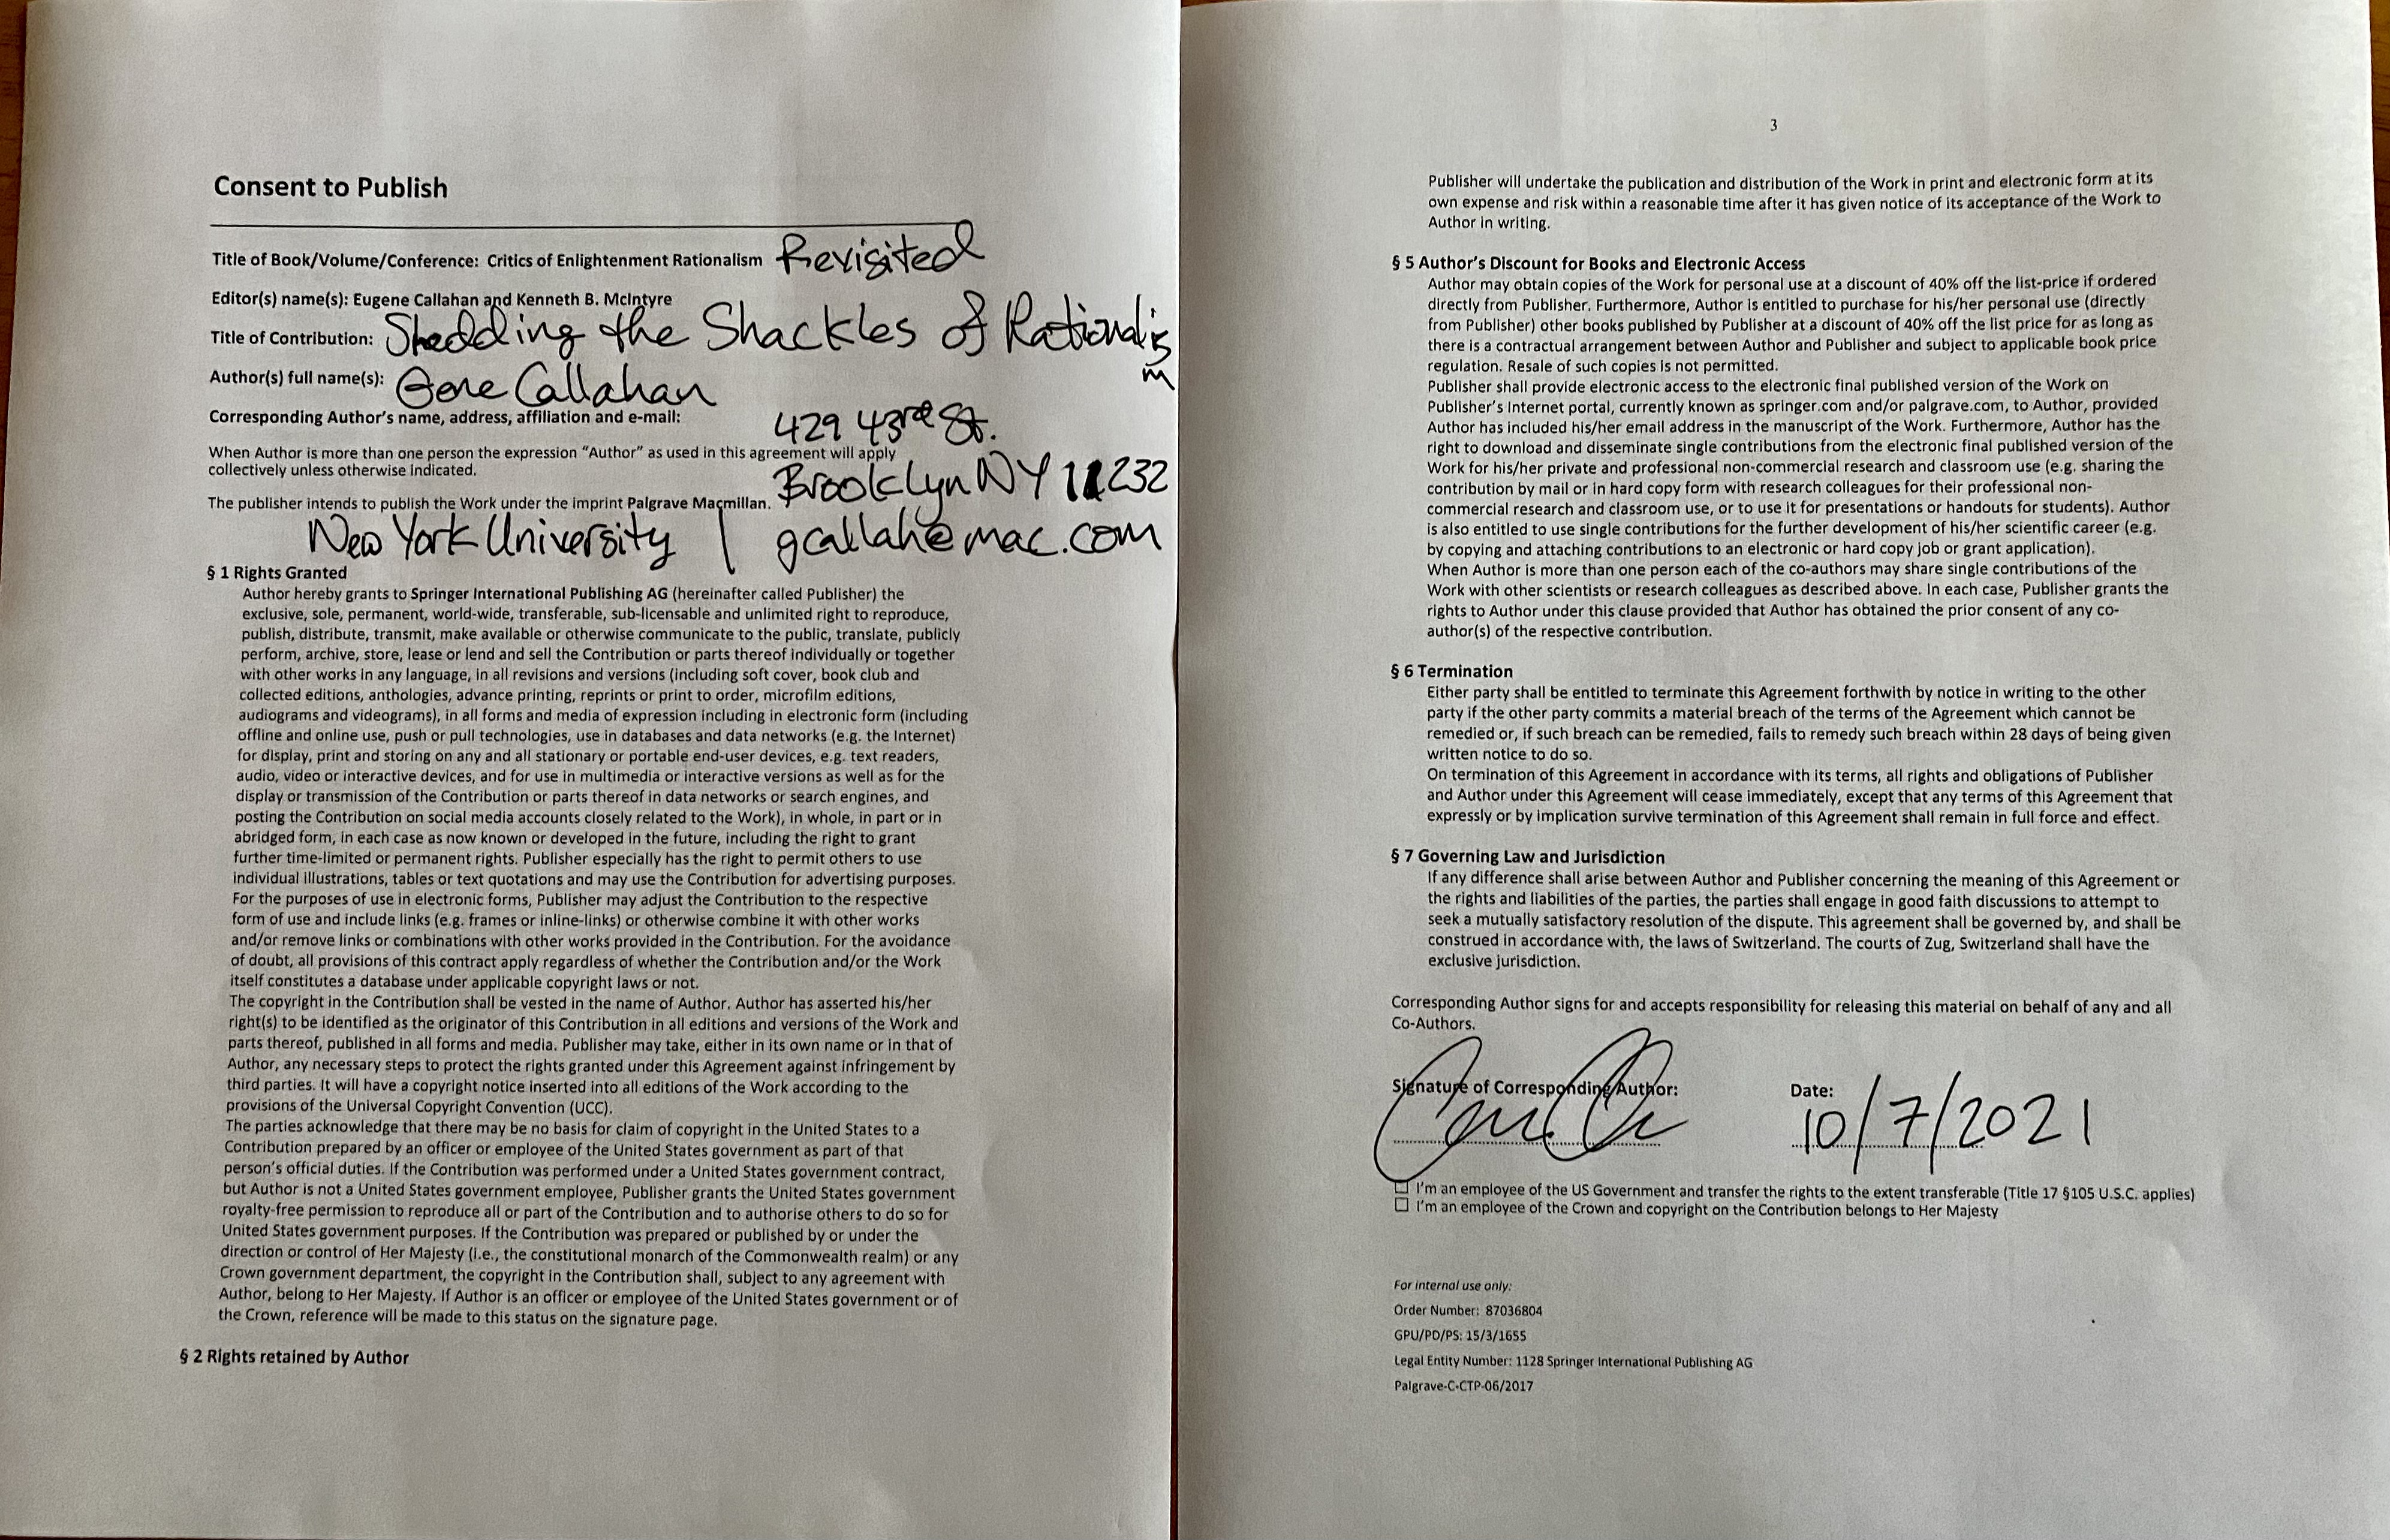 Consent to Publish
Title of Book/Volume/Conference: Critics of Enlightenment Rationalism Revisited
Editor(s) name(s): Eugene Callahan and Kenneth B. McIntyre
Title of Contribution: Shedding the Shackles of Rationalism
Author(s) full name(s): Gene Callahan
Corresponding Author's name, address, affiliation and e-mail:
429 43rd St.
When Author is more than one person the expression “Author” as used in this agreement will apply
collectively unless otherwise indicated.
Brooklyn NY 11232
The publisher intends to publish the Work under the imprint Palgrave Macmillan.
New York University | gcallah@mac.com
§ 1 Rights Granted
Author hereby grants to Springer International Publishing AG (hereinafter called Publisher) the
exclusive, sole, permanent, world-wide, transferable, sub-licensable and unlimited right to reproduce,
publish, distribute, transmit, make available or otherwise communicate to the public, translate, publicly
perform, archive, store, lease or lend and sell the Contribution or parts thereof individually or together
with other works in any language, in all revisions and versions (including soft cover, book club and
collected editions, anthologies, advance printing, reprints or print to order, microfilm editions,
audiograms and videograms), in all forms and media of expression including in electronic form (including
offline and online use, push or pull technologies, use in databases and data networks (e.g. the Internet)
for display, print and storing on any and all stationary or portable end-user devices, e.g. text readers,
audio, video or interactive devices, and for use in multimedia or interactive versions as well as for the
display or transmission of the Contribution or parts thereof in data networks or search engines, and
posting the Contribution on social media accounts closely related to the Work), in whole, in part or in
abridged form, in each case as now known or developed in the future, including the right to grant
further time-limited or permanent rights. Publisher especially has the right to permit others to use
individual illustrations, tables or text quotations and may use the Contribution for advertising purposes.
For the purposes of use in electronic forms, Publisher may adjust the Contribution to the respective
form of use and include links (e.g. frames or inline-links) or otherwise combine it with other works
and/or remove links or combinations with other works provided in the Contribution. For the avoidance
of doubt, all provisions of this contract apply regardless of whether the Contribution and/or the Work
itself constitutes a database under applicable copyright laws or not.
The copyright in the Contribution shall be vested in the name of Author. Author has asserted his/her
right(s) to be identified as the originator of this Contribution in all editions and versions of the Work and
parts thereof, published in all forms and media. Publisher may take, either in its own name or in that of
Author, any necessary steps to protect the rights granted under this Agreement against infringement by
third parties. It will have a copyright notice inserted into all editions of the Work according to the
provisions of the Universal Copyright Convention (UCC).
The parties acknowledge that there may be no basis for claim of copyright in the United States to a
Contribution prepared by an officer or employee of the United States government as part of that
person's official duties. If the Contribution was performed under a United States government contract,
but Author is not a United States government employee, Publisher grants the United States government
royalty-free permission to reproduce all or part of the Contribution and to authorise others to do so for
United States government purposes. If the Contribution was prepared or published by or under the
direction or control of Her Majesty (i.e., the constitutional monarch of the Commonwealth realm) or any
Crown government department, the copyright in the Contribution shall, subject to any agreement with
Author, belong to Her Majesty. If Author is an officer or employee of the United States government or of
the Crown, reference will be made to this status on the signature page.
§ 2 Rights retained by Author
3
Publisher will undertake the publication and distribution of the Work in print and electronic form at its
own expense and risk within a reasonable time after it has given notice of its acceptance of the Work to
Author in writing.
§ 5 Author's Discount for Books and Electronic Access
Author may obtain copies of the Work for personal use at a discount of 40% off the list-price if ordered
directly from Publisher. Furthermore, Author is entitled to purchase for his/her personal use (directly
from Publisher) other books published by Publisher at a discount of 40% off the list price for as long as
there is a contractual arrangement between Author and Publisher and subject to applicable book price
regulation. Resale of such copies is not permitted.
Publisher shall provide electronic access to the electronic final published version of the Work on
Publisher's Internet portal, currently known as springer.com and/or palgrave.com, to Author, provided
Author has included his/her email address in the manuscript of the Work. Furthermore, Author has the
right to download and disseminate single contributions from the electronic final published version of the
Work for his/her private and professional non-commercial research and classroom use (e.g. sharing the
contribution by mail or in hard copy form with research colleagues for their professional non-
commercial research and classroom use, or to use it for presentations or handouts for students). Author
is also entitled to use single contributions for the further development of his/her scientific career (e.g.
by copying and attaching contributions to an electronic or hard copy job or grant application).
When Author is more than one person each of the co-authors may share single contributions of the
Work with other scientists or research colleagues as described above. In each case, Publisher grants the
rights to Author under this clause provided that Author has obtained the prior consent of any co-
author(s) of the respective contribution.
§ 6 Termination
Either party shall be entitled to terminate this Agreement forthwith by notice in writing to the other
party if the other party commits a material breach of the terms of the Agreement which cannot be
remedied or, if such breach can be remedied, fails to remedy such breach within 28 days of being given
written notice to do so.
On termination of this Agreement in accordance with its terms, all rights and obligations of Publisher
and Author under this Agreement will cease immediately, except that any terms of this Agreement that
expressly or by implication survive termination of this Agreement shall remain in full force and effect.
§ 7 Governing Law and Jurisdiction
If any difference shall arise between Author and Publisher concerning the meaning of this Agreement or
the rights and liabilities of the parties, the parties shall engage in good faith discussions to attempt to
seek a mutually satisfactory resolution of the dispute. This agreement shall be governed by, and shall be
construed in accordance with, the laws of Switzerland. The courts of Zug, Switzerland shall have the
exclusive jurisdiction.
Corresponding Author signs for and accepts responsibility for releasing this material on behalf of any and all
Co-Authors.
Signature of Corresponding Author: Date:
10/7/2021
I'm an employee of the US Government and transfer the rights to the extent transferable (Title 17 §105 U.S.C. applies)
I'm an employee of the Crown and copyright on the Contribution belongs to Her Majesty
For internal use only:
Order Number: 87036804
GPU/PD/PS: 15/3/1655
Legal Entity Number: 1128 Springer International Publishing AG
Palgrave-C-CTP-06/2017